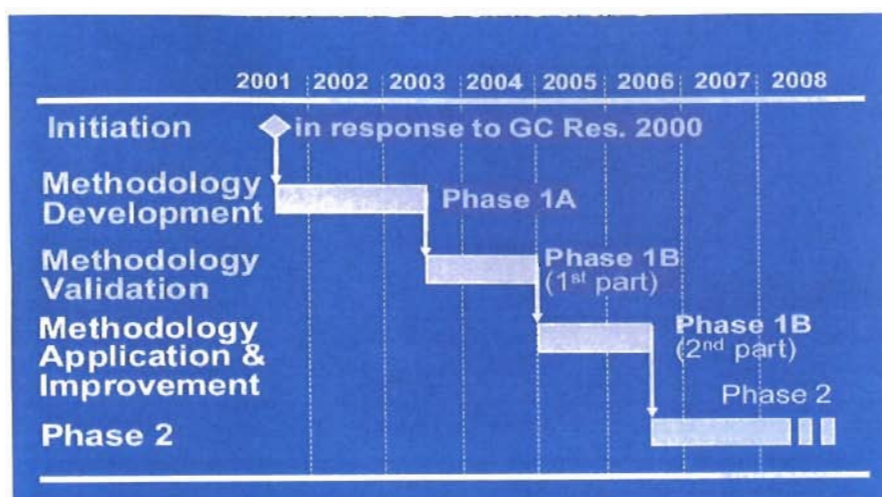 2001 2002 2003 2004 2005 2006 2007 2008
Initiation in response to GC Res. 2000
Methodology
Development
Phase 1A
Methodology
Validation
Phase 1B
(1st part)
Methodology
Application &
Improvement
Phase 1B
(2nd part)
Phase 2
Phase 2